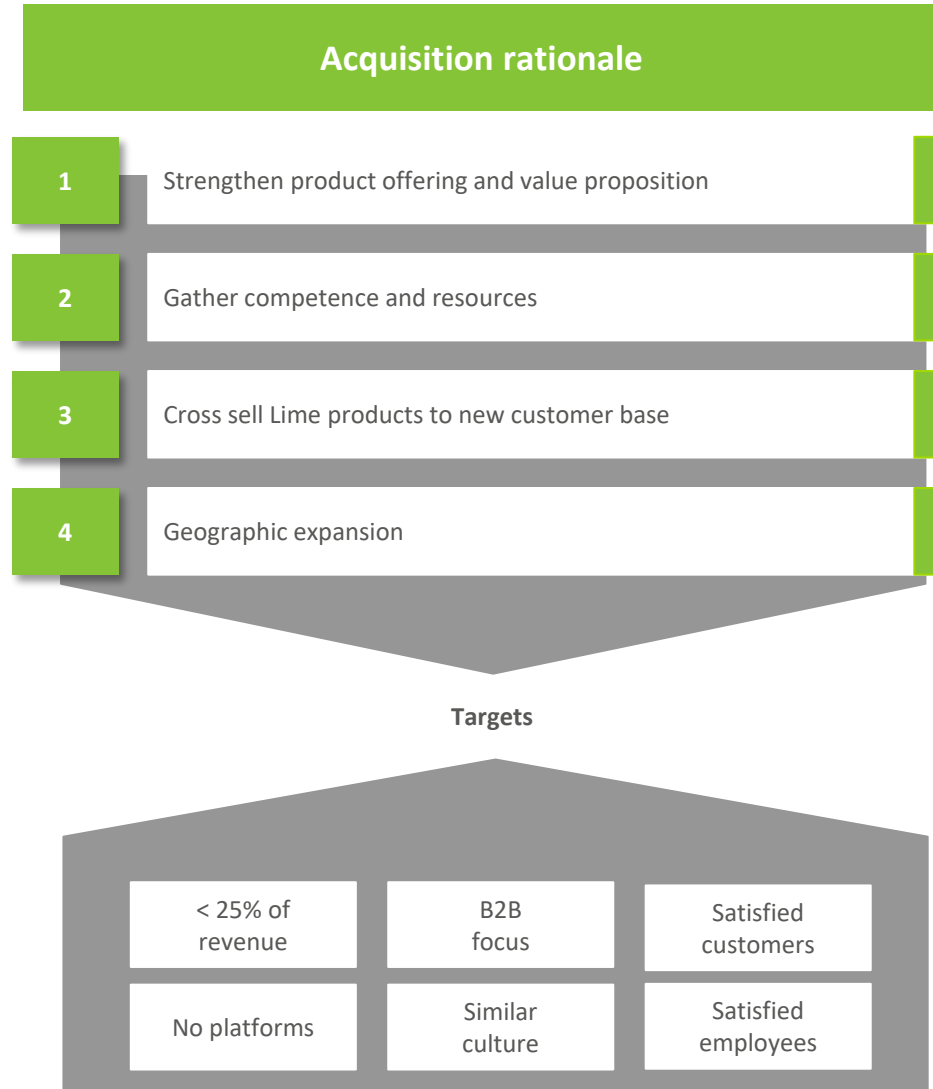 Acquisition rationale
1
Strengthen product offering and value proposition
2
Gather competence and resources
3
Cross sell Lime products to new customer base
4
Geographic expansion
Targets
< 25% of
revenue
B2B
focus
Satisfied
customers
No platforms
Similar
culture
Satisfied
employees